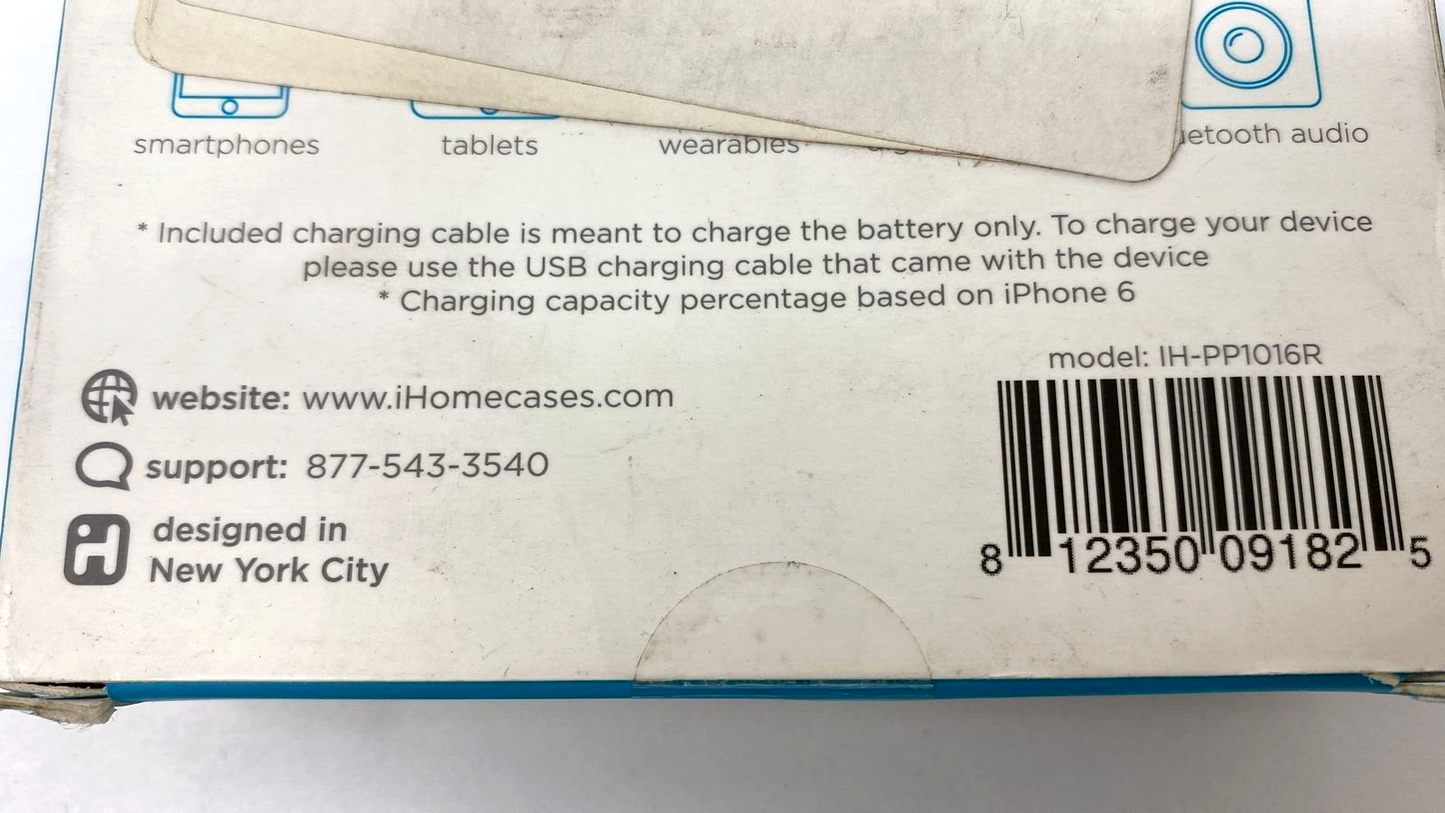 smartphones tablets wearables audio
* Included charging cable is meant to charge the battery only. To charge your device
please use the USB charging cable that came with the device
* Charging capacity percentage based on iPhone 6
model: IH-PP1016R
website: www.iHomecases.com
support: 877-543-3540
iH designed in
New York City
8 12350 09182 5